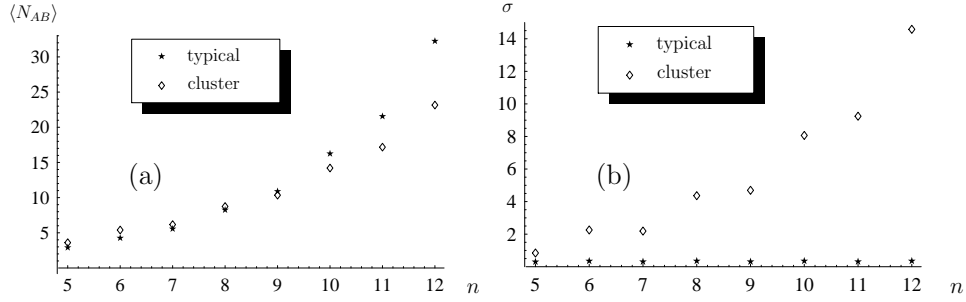 ⟨N_AB⟩
30
25
20
15
10
5
typical
cluster
(a)
5 6 7 8 9 10 11 12 n
σ
14
12
10
8
6
4
2
typical
cluster
(b)
5 6 7 8 9 10 11 12 n